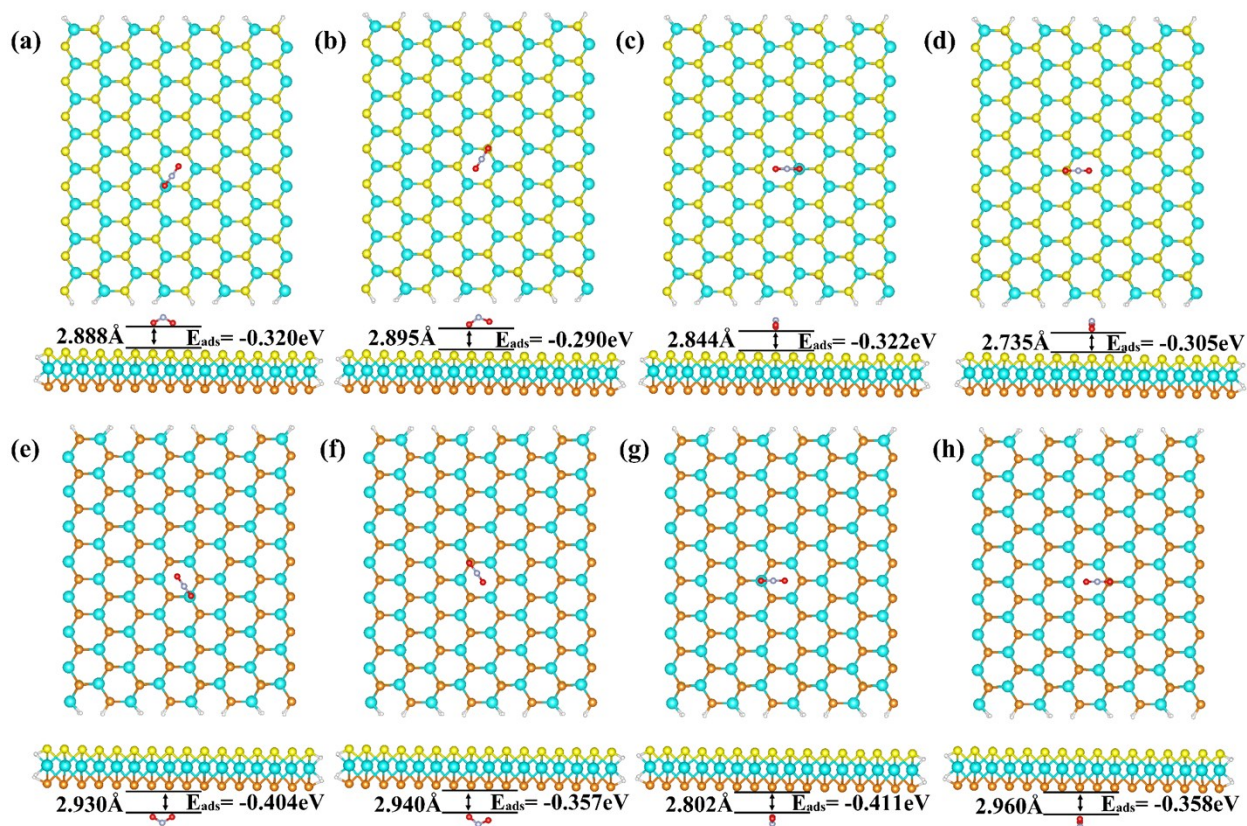 (a) (b) (c) (d)
2.888Å Eads= -0.320eV 2.895Å Eads= -0.290eV 2.844Å Eads= -0.322eV 2.735Å Eads= -0.305eV
(e) (f) (g) (h)
2.930Å Eads= -0.404eV 2.940Å Eads= -0.357eV 2.802Å Eads= -0.411eV 2.960Å Eads= -0.358eV